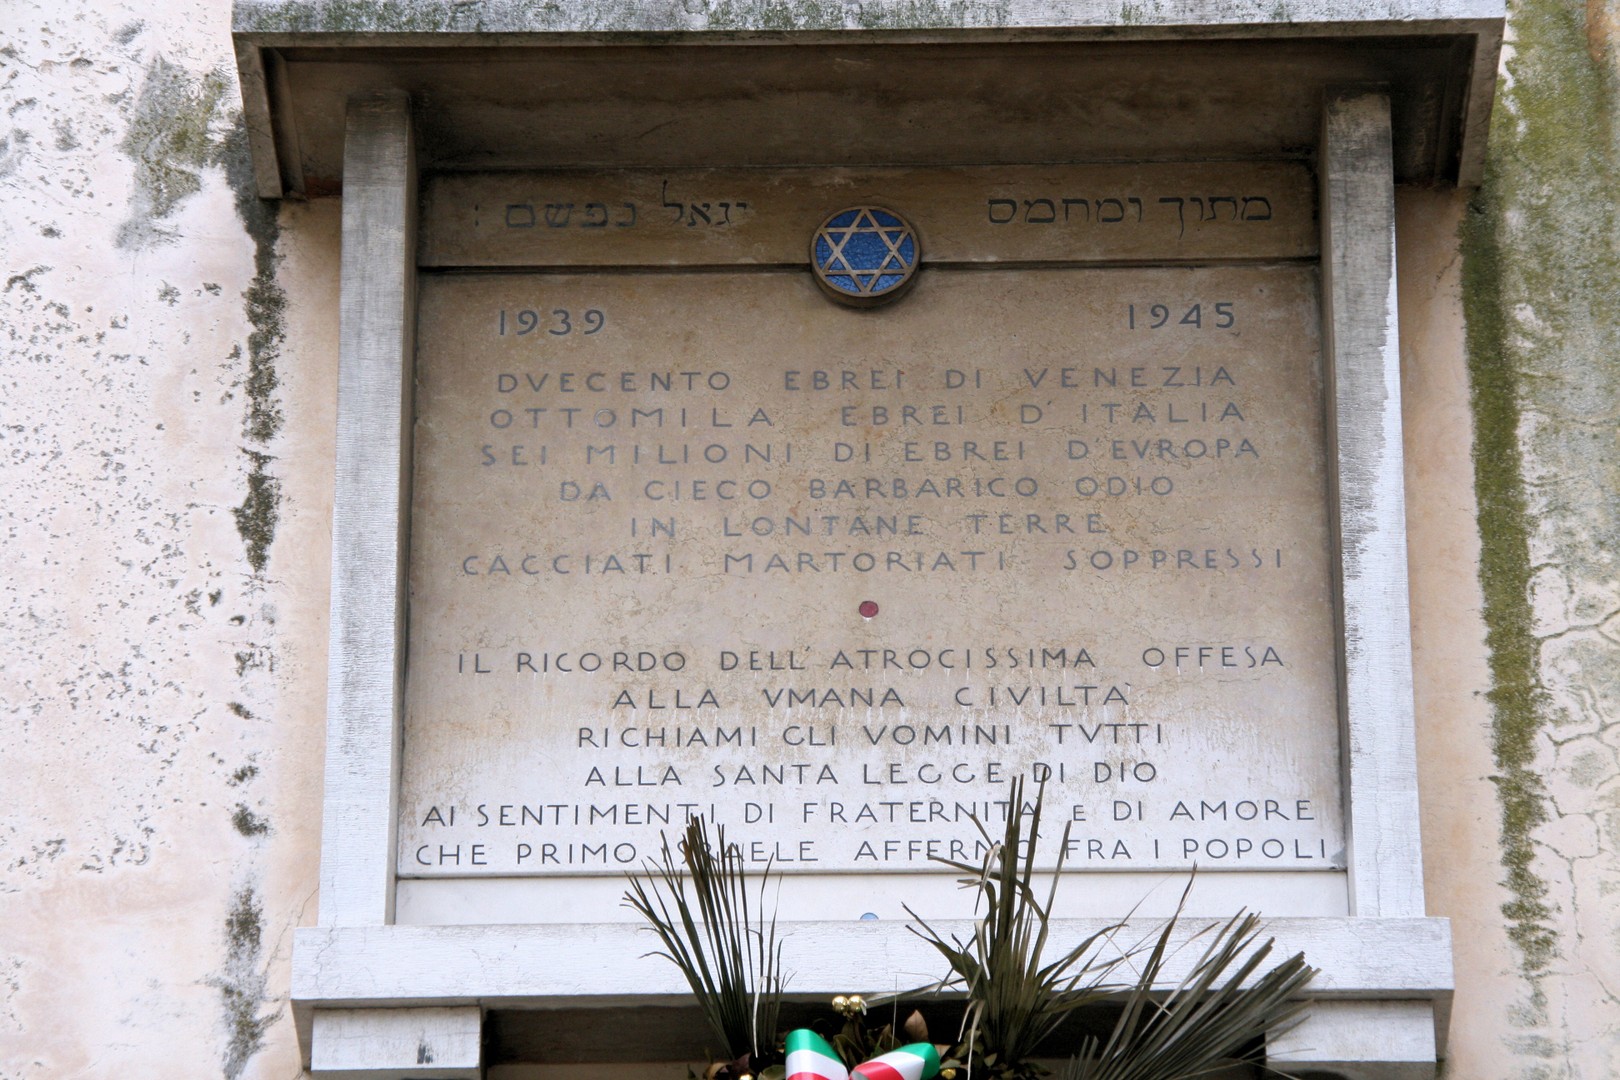 מתוך ומחמס יגאל נפשם :
1939 1945
DVECENTO EBREI DI VENEZIA
OTTOMILA EBREI D'ITALIA
SEI MILIONI DI EBREI D'EVROPA
DA CIECO BARBARICO ODIO
IN LONTANE TERRE
CACCIATI MARTORIATI SOPPRESSI
IL RICORDO DELL'ATROCISSIMA OFFESA
ALLA VMANA CIVILTÀ
RICHIAMI GLI VOMINI TVTTI
ALLA SANTA LEGGE DI DIO
AI SENTIMENTI DI FRATERNITÀ E DI AMORE
CHE PRIMO ISRAELE AFFERMÒ FRA I POPOLI